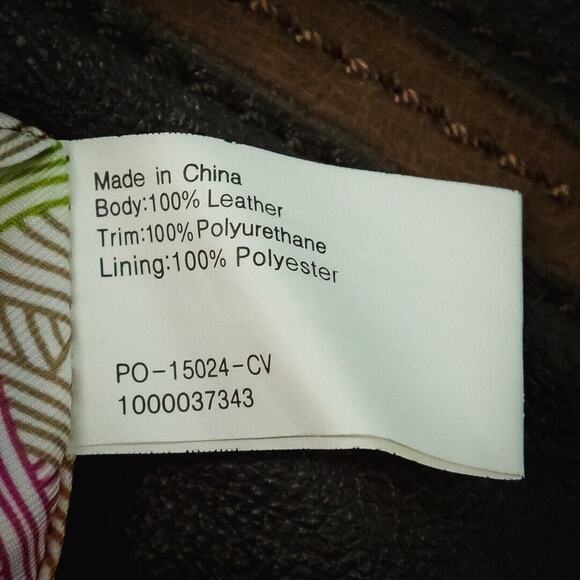 Made in China
Body:100% Leather
Trim:100%Polyurethane
Lining:100% Polyester
PO-15024-CV
1000037343